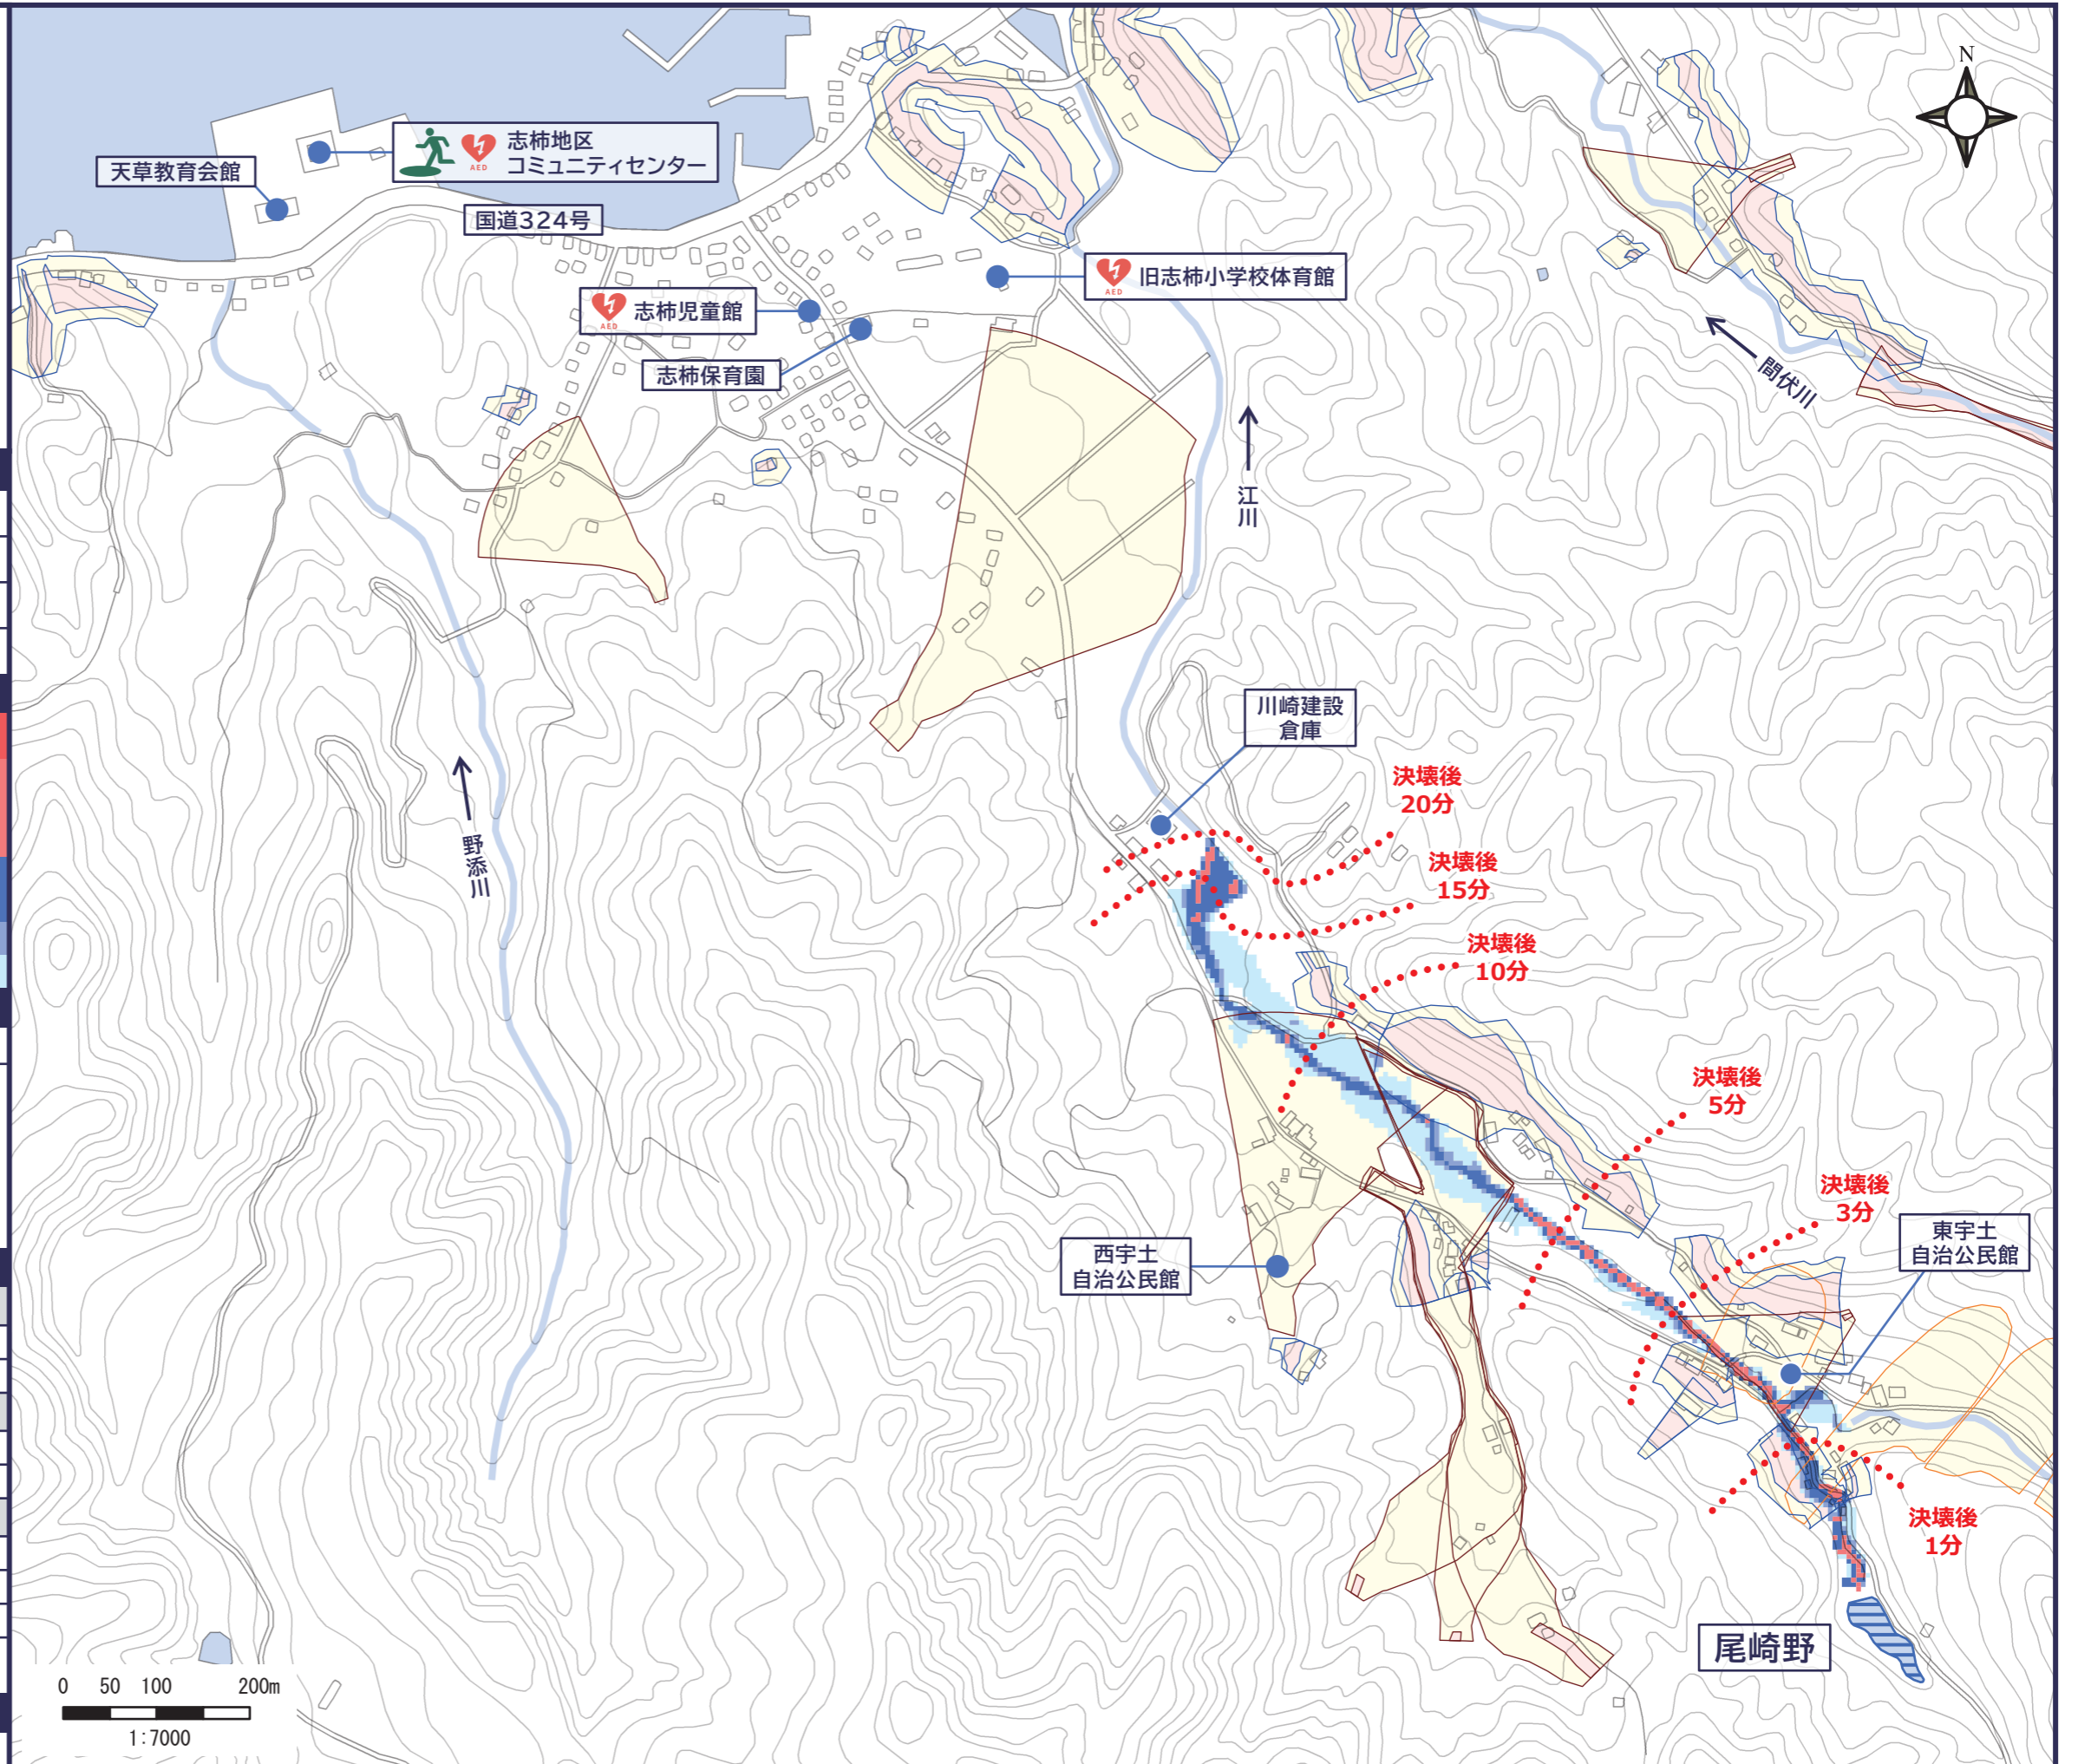 N
志柿地区
コミュニティセンター
AED
天草教育会館
国道324号
旧志柿小学校体育館
AED
志柿児童館
AED
志柿保育園
間伏川
江川
川崎建設
倉庫
野添川
決壊後
20分
決壊後
15分
決壊後
10分
決壊後
5分
決壊後
3分
東宇土
自治公民館
西宇土
自治公民館
決壊後
1分
尾崎野
0 50 100 200m
1:7000